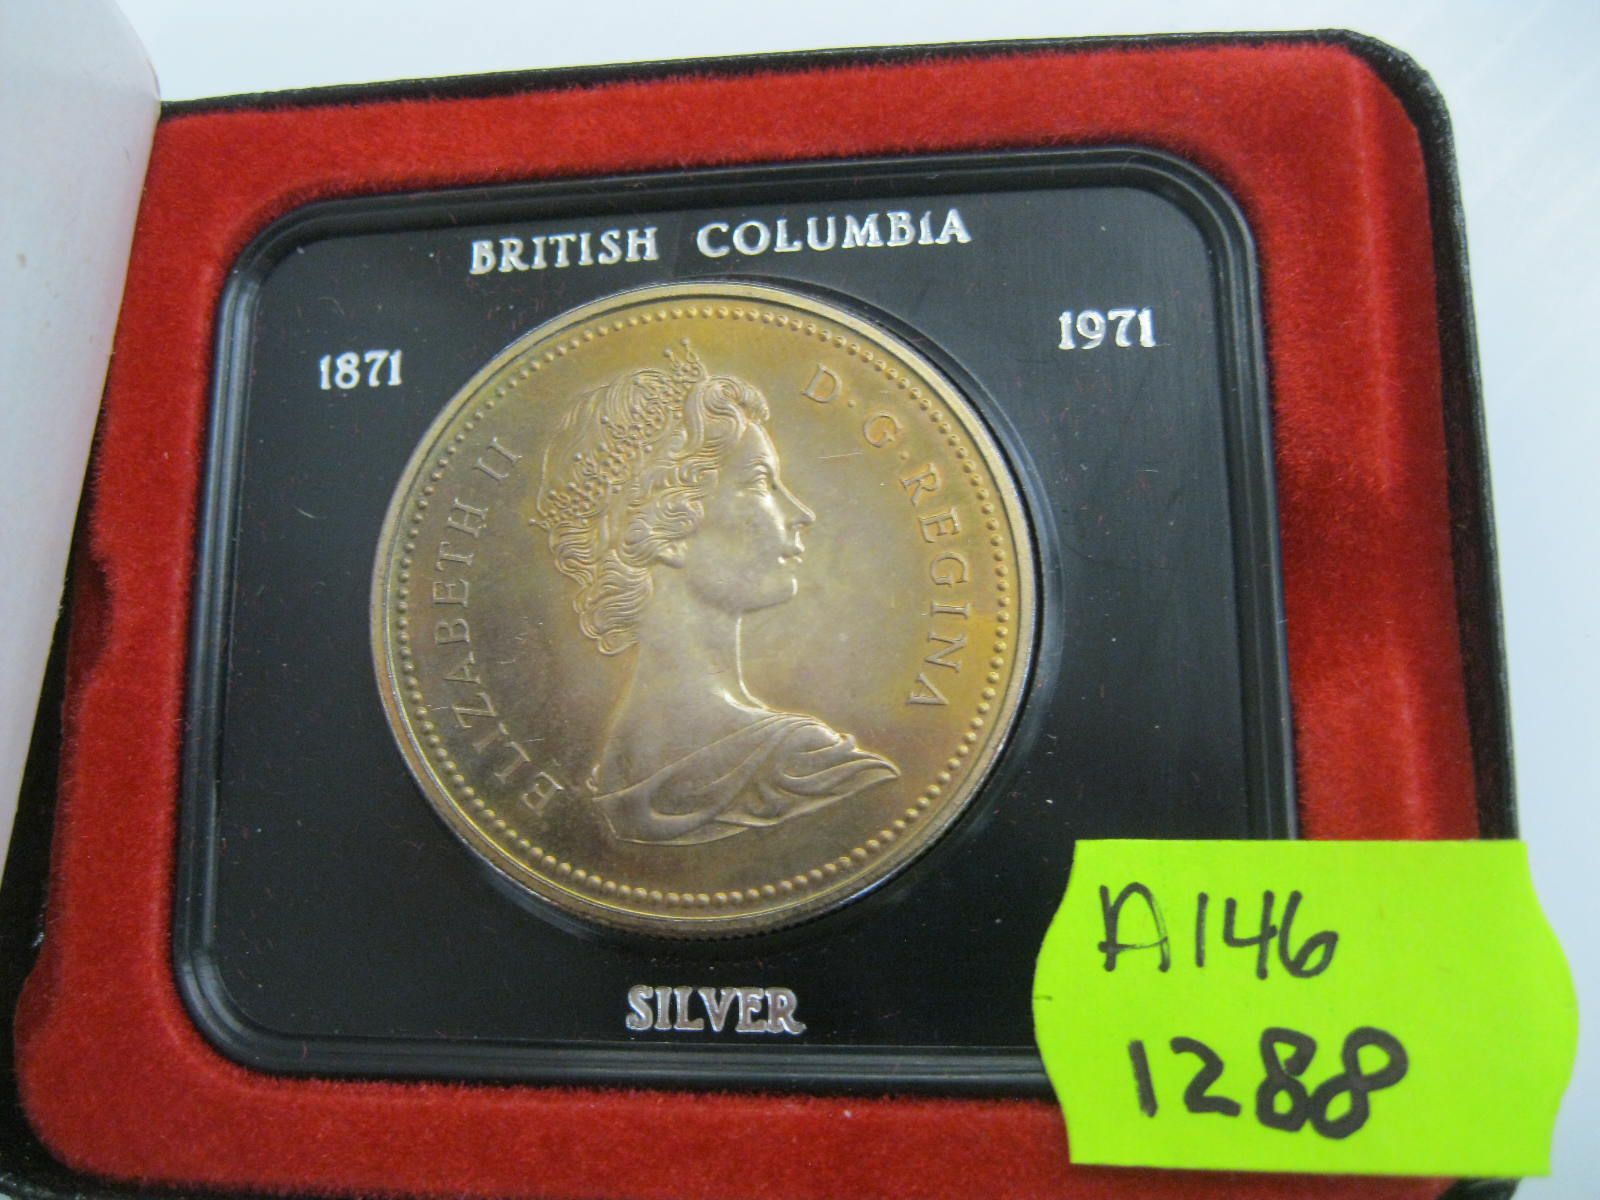 BRITISH COLUMBIA
1871
1971
ELIZABETH II D·G·REGINA
SILVER
A146
1288